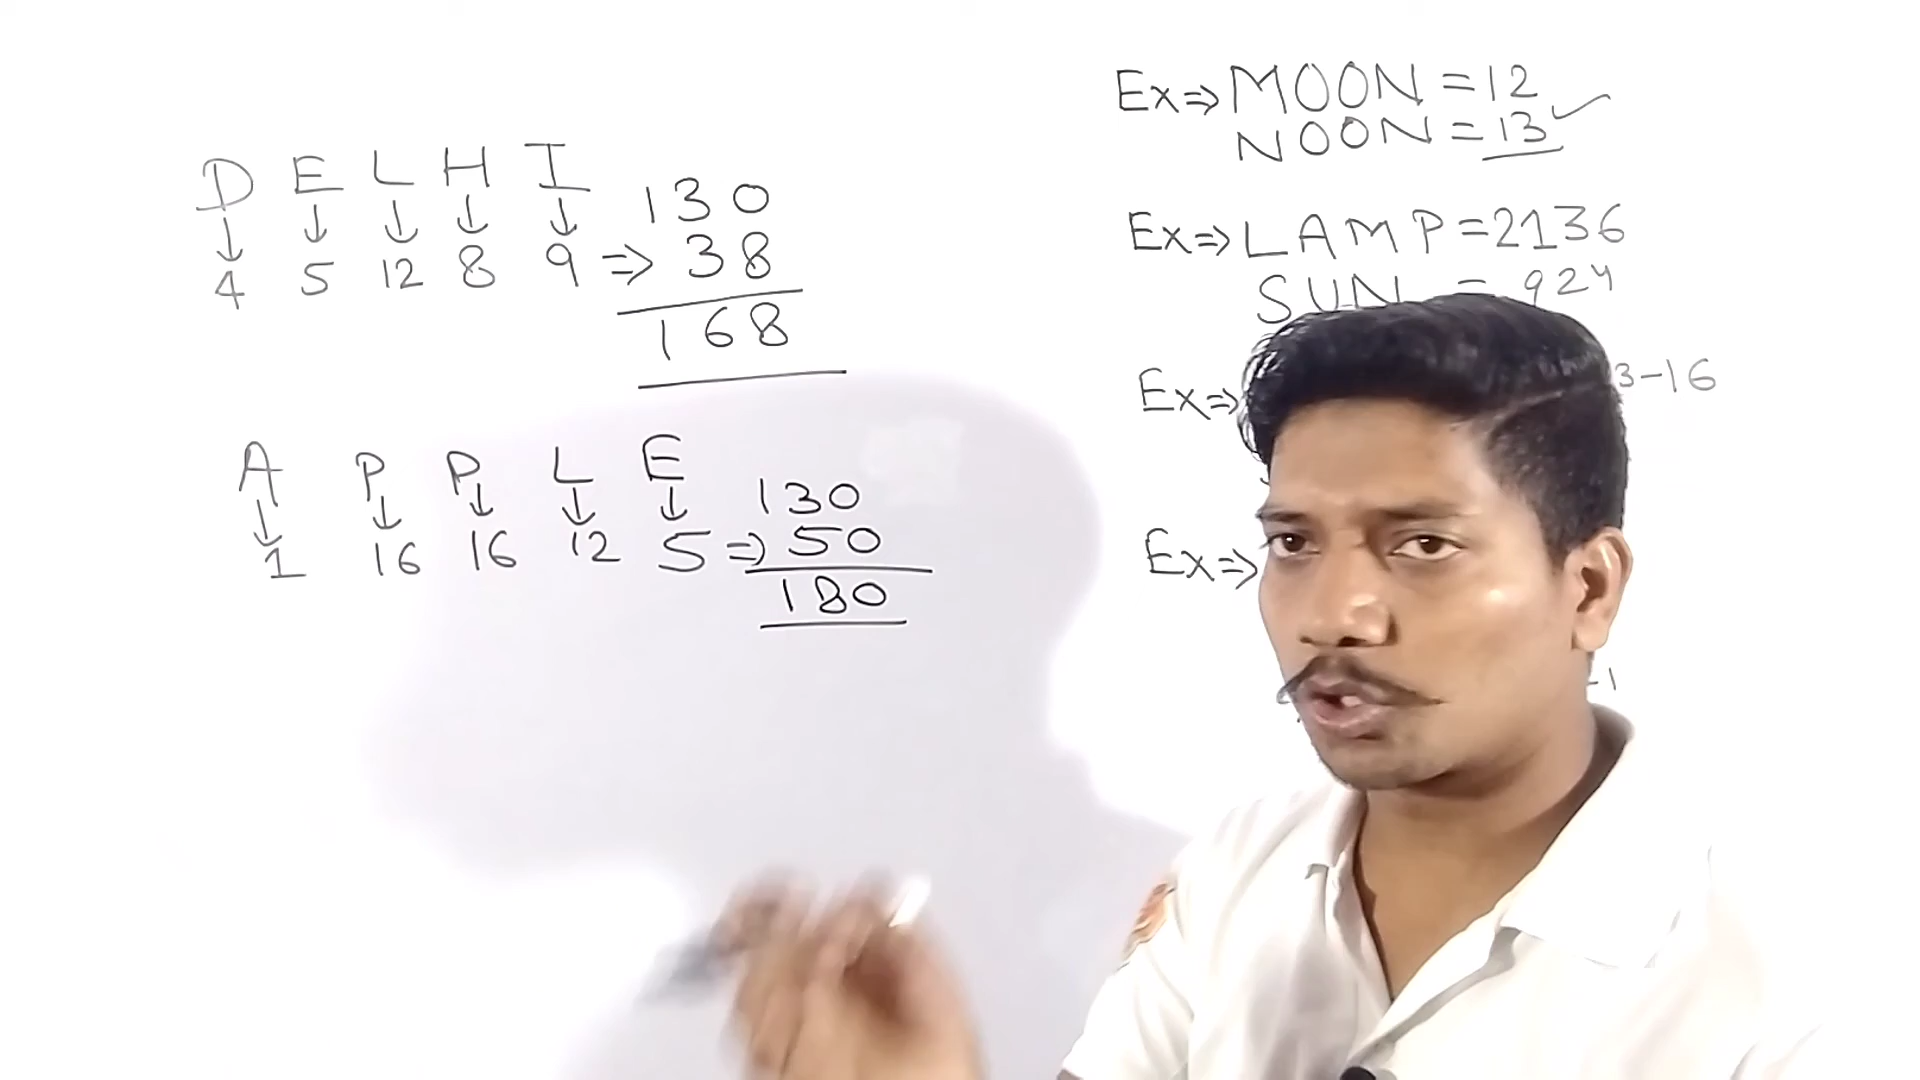 D E L H I
↓ ↓ ↓ ↓ ↓ 130
4 5 12 8 9 => 38
168
A P P L E
↓ ↓ ↓ ↓ ↓ 130
1 16 16 12 5 => 50
180
Ex => MOON = 12
NOON = 13 ✓
Ex => LAMP = 2136
SUN = 924
Ex => 3-16
Ex =>
-1